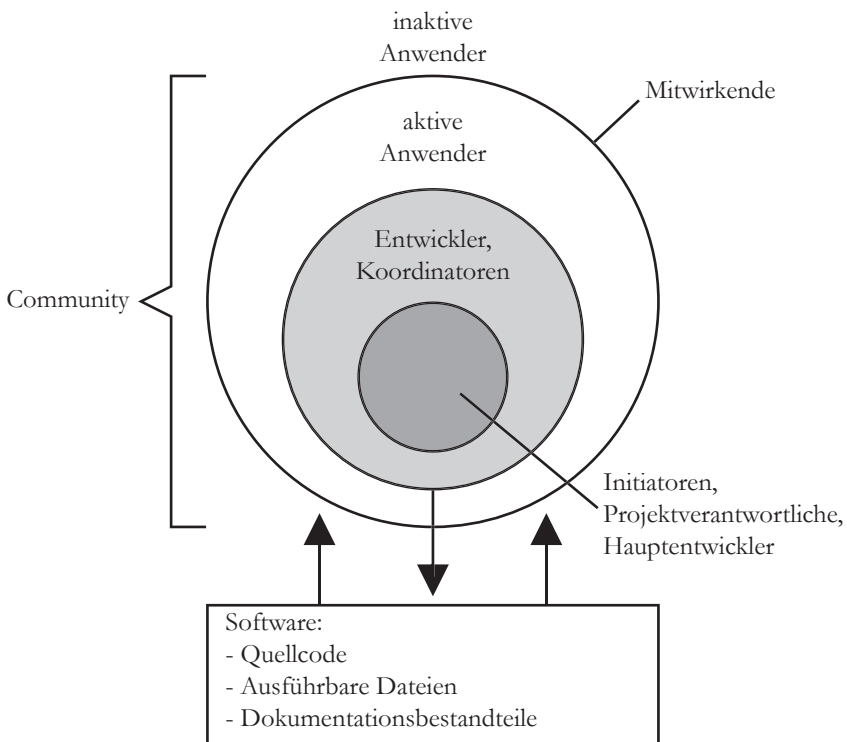 inaktive
Anwender
Mitwirkende
aktive
Anwender
Entwickler,
Koordinatoren
Community
Initiatoren,
Projektverantwortliche,
Hauptentwickler
Software:
- Quellcode
- Ausführbare Dateien
- Dokumentationsbestandteile